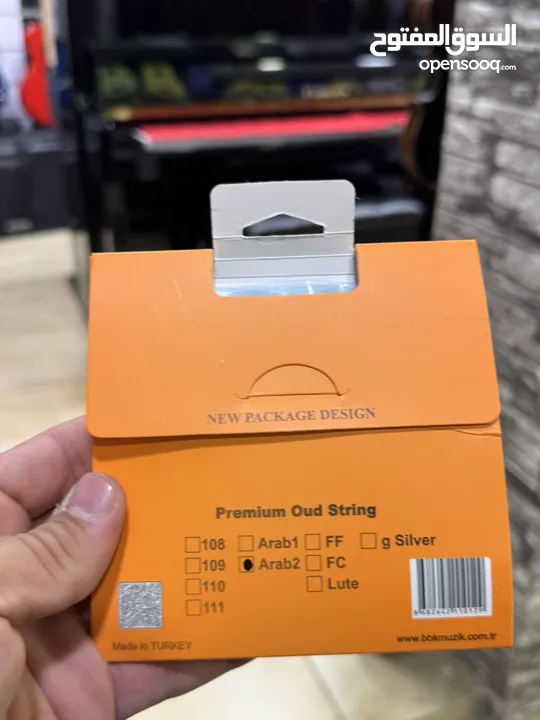 السوق المفتوح
opensooq.com
NEW PACKAGE DESIGN
Premium Oud String
108 Arab1 FF g Silver
109 Arab2 FC
110 Lute
111
Made in TURKEY
www.bbkmuzik.com.tr